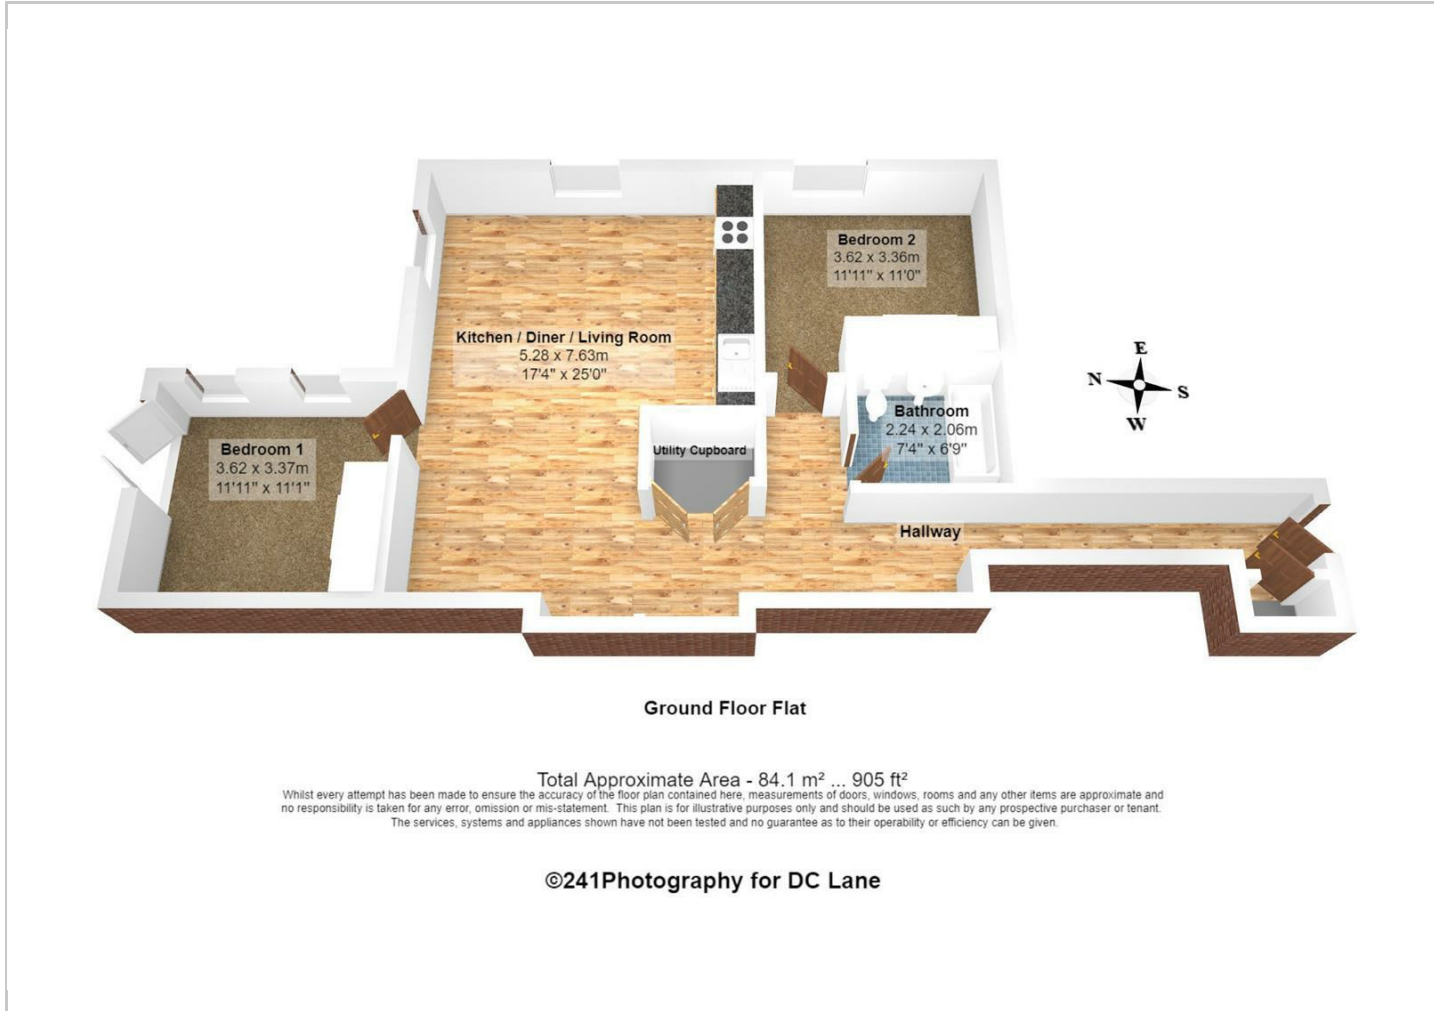 Bedroom 2
3.62 x 3.36m
11'11" x 11'0"
Kitchen / Diner / Living Room
5.28 x 7.63m
17'4" x 25'0"
E
N
S
W
Bedroom 1
3.62 x 3.37m
11'11" x 11'1"
Utility Cupboard
Bathroom
2.24 x 2.06m
7'4" x 6'9"
Hallway
Ground Floor Flat
Total Approximate Area - 84.1 m² ... 905 ft²
Whilst every attempt has been made to ensure the accuracy of the floor plan contained here, measurements of doors, windows, rooms and any other items are approximate and
no responsibility is taken for any error, omission or mis-statement. This plan is for illustrative purposes only and should be used as such by any prospective purchaser or tenant.
The services, systems and appliances shown have not been tested and no guarantee as to their operability or efficiency can be given.
©241Photography for DC Lane